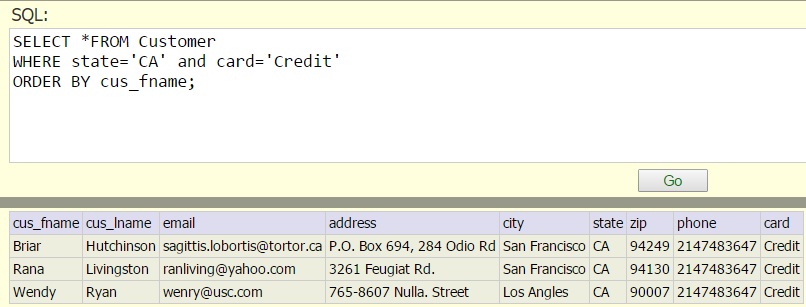 SQL:
SELECT *FROM Customer
WHERE state='CA' and card='Credit'
ORDER BY cus_fname;
Go
cus_fname cus_lname email address city state zip phone card
Briar Hutchinson sagittis.lobortis@tortor.ca P.O. Box 694, 284 Odio Rd San Francisco CA 94249 2147483647 Credit
Rana Livingston ranliving@yahoo.com 3261 Feugiat Rd. San Francisco CA 94130 2147483647 Credit
Wendy Ryan wenry@usc.com 765-8607 Nulla. Street Los Angles CA 90007 2147483647 Credit